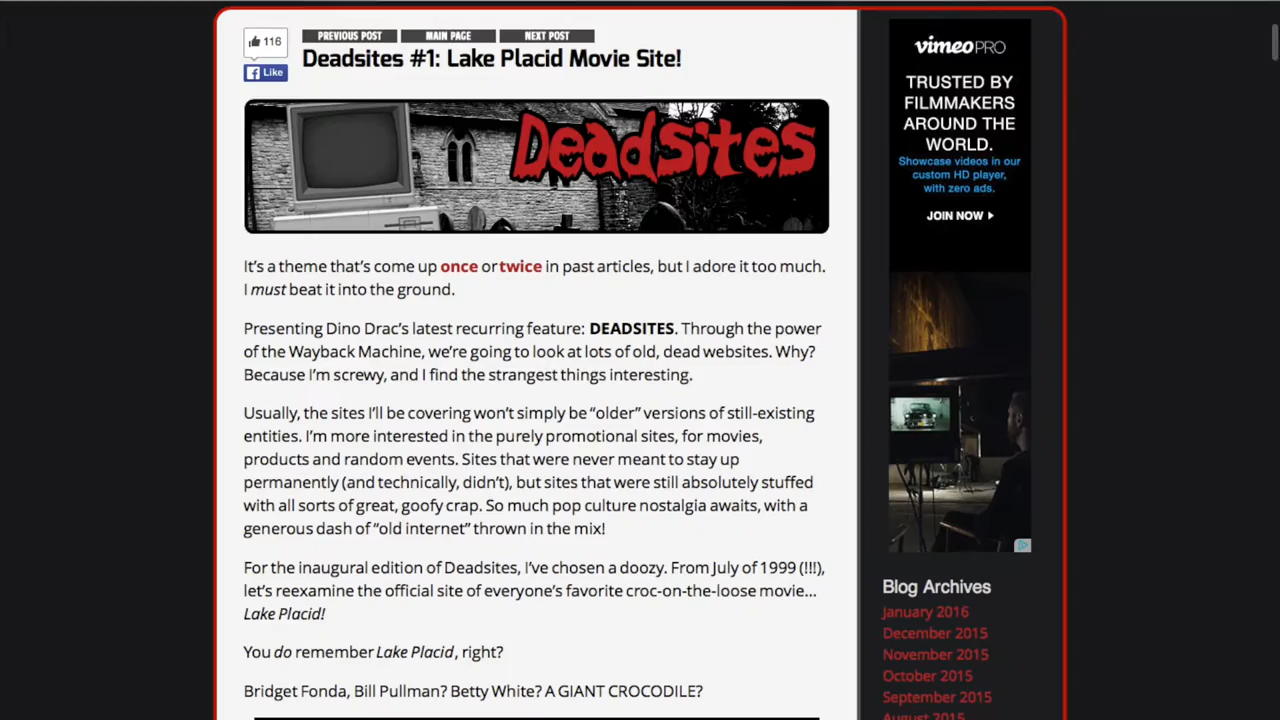 116
Like
PREVIOUS POST
MAIN PAGE
NEXT POST
Deadsites #1: Lake Placid Movie Site!
Deadsites
It's a theme that's come up once or twice in past articles, but I adore it too much.
I must beat it into the ground.
Presenting Dino Drac's latest recurring feature: DEADSITES. Through the power
of the Wayback Machine, we're going to look at lots of old, dead websites. Why?
Because I'm screwy, and I find the strangest things interesting.
Usually, the sites I'll be covering won't simply be “older” versions of still-existing
entities. I'm more interested in the purely promotional sites, for movies,
products and random events. Sites that were never meant to stay up
permanently (and technically, didn't), but sites that were still absolutely stuffed
with all sorts of great, goofy crap. So much pop culture nostalgia awaits, with a
generous dash of “old internet” thrown in the mix!
For the inaugural edition of Deadsites, I've chosen a doozy. From July of 1999 (!!!),
let's reexamine the official site of everyone's favorite croc-on-the-loose movie…
Lake Placid!
You do remember Lake Placid, right?
Bridget Fonda, Bill Pullman? Betty White? A GIANT CROCODILE?
vimeo PRO
TRUSTED BY
FILMMAKERS
AROUND THE
WORLD.
Showcase videos in our
custom HD player,
with zero ads.
JOIN NOW
Blog Archives
January 2016
December 2015
November 2015
October 2015
September 2015
August 2015